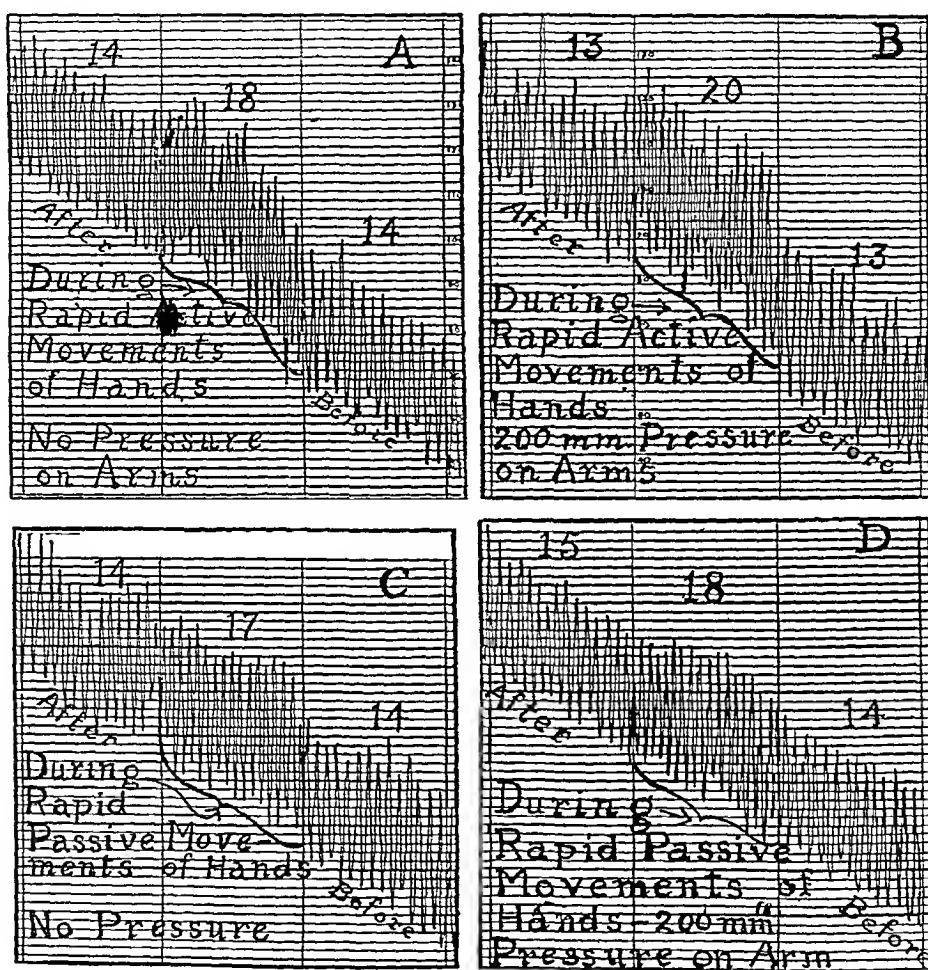 A
14
18
14
After
During
Rapid Active
Movements
of Hands
Before
No Pressure
on Arms
B
13
20
13
After
During
Rapid Active
Movements of
Hands
200 mm. Pressure
on Arms
Before
C
14
17
14
After
During
Rapid
Passive Move-
ments of Hands
Before
No Pressure
D
15
18
14
After
During
Rapid Passive
Movements of
Hands - 200 mm
Pressure on Arm
Before